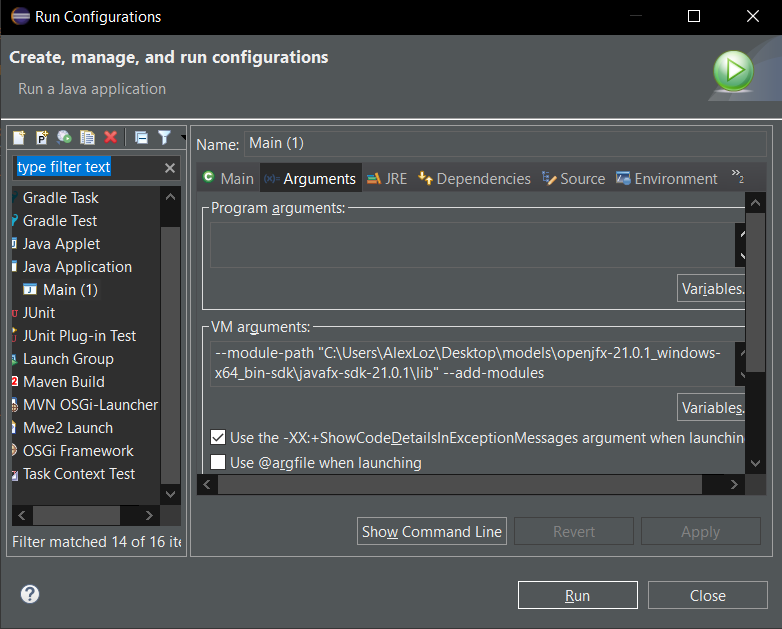 Run Configurations
Create, manage, and run configurations
Run a Java application
Name: Main (1)
type filter text
Main (x)= Arguments JRE Dependencies Source Environment »2
Gradle Task
Gradle Test
Java Applet
Java Application
Main (1)
JUnit
JUnit Plug-in Test
Launch Group
Maven Build
MVN OSGi-Launcher
Mwe2 Launch
OSGi Framework
Task Context Test
Filter matched 14 of 16 ite
Program arguments:
Variables.
VM arguments:
--module-path "C:\Users\AlexLoz\Desktop\models\openjfx-21.0.1_windows-
x64_bin-sdk\javafx-sdk-21.0.1\lib" --add-modules
Variables.
Use the -XX:+ShowCodeDetailsInExceptionMessages argument when launchin
Use @argfile when launching
Show Command Line Revert Apply
Run Close